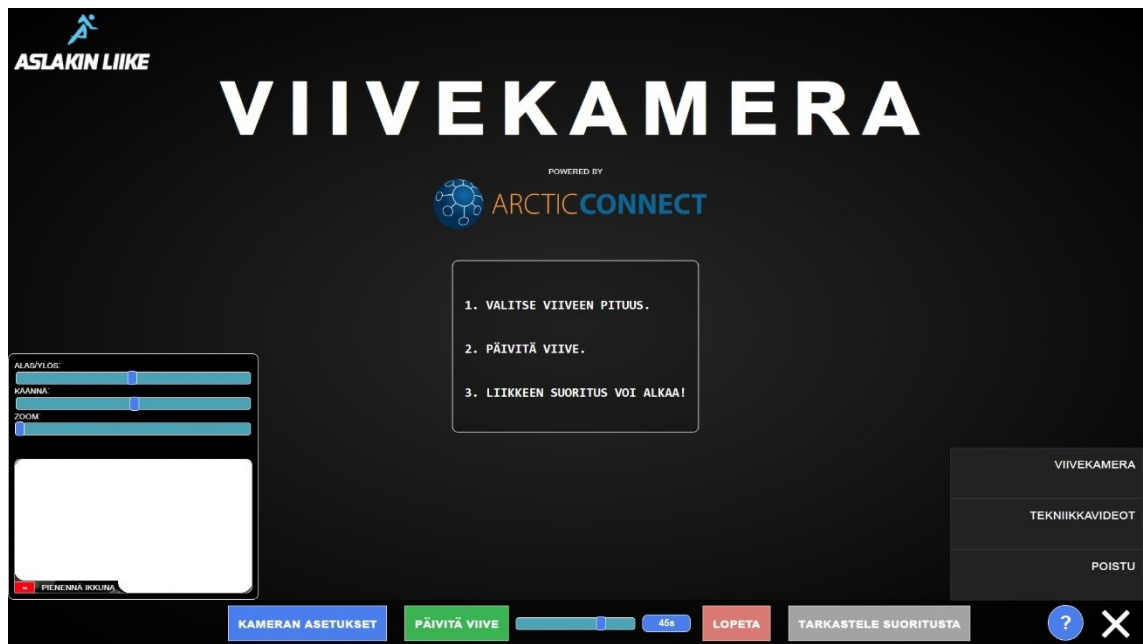 ASLAKIN LIIKE
VIIVEKAMERA
POWERED BY
ARCTICCONNECT
1. VALITSE VIIVEEN PITUUS.
2. PÄIVITÄ VIIVE.
3. LIIKKEEN SUORITUS VOI ALKAA!
ALAS/YLÖS:
KÄÄNNÄ:
ZOOM:
PIENENNÄ IKKUNA
VIIVEKAMERA
TEKNIIKKAVIDEOT
POISTU
KAMERAN ASETUKSET
PÄIVITÄ VIIVE
45s
LOPETA
TARKASTELE SUORITUSTA
?